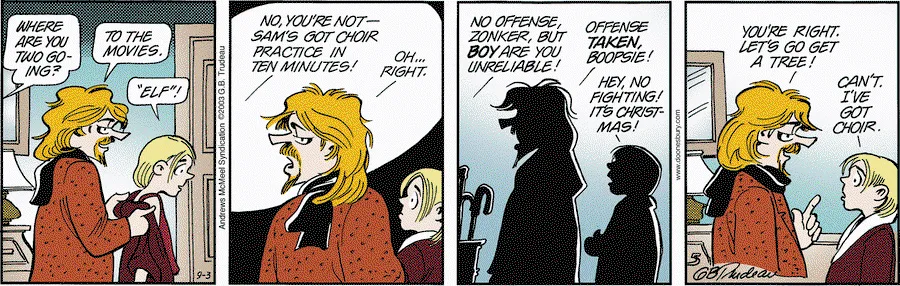 WHERE
ARE YOU
TWO GO-
ING?
TO THE
MOVIES.
"ELF"!
9-3
Andrews McMeel Syndication ©2003 G.B. Trudeau
NO, YOU'RE NOT—
SAM'S GOT CHOIR
PRACTICE IN
TEN MINUTES!
OH...
RIGHT.
NO OFFENSE,
ZONKER, BUT
BOY ARE YOU
UNRELIABLE!
OFFENSE
TAKEN,
BOOPSIE!
HEY, NO
FIGHTING!
IT'S CHRIST-
MAS!
www.doonesbury.com
YOU'RE RIGHT.
LET'S GO GET
A TREE!
CAN'T.
I'VE
GOT
CHOIR.
GB Trudeau